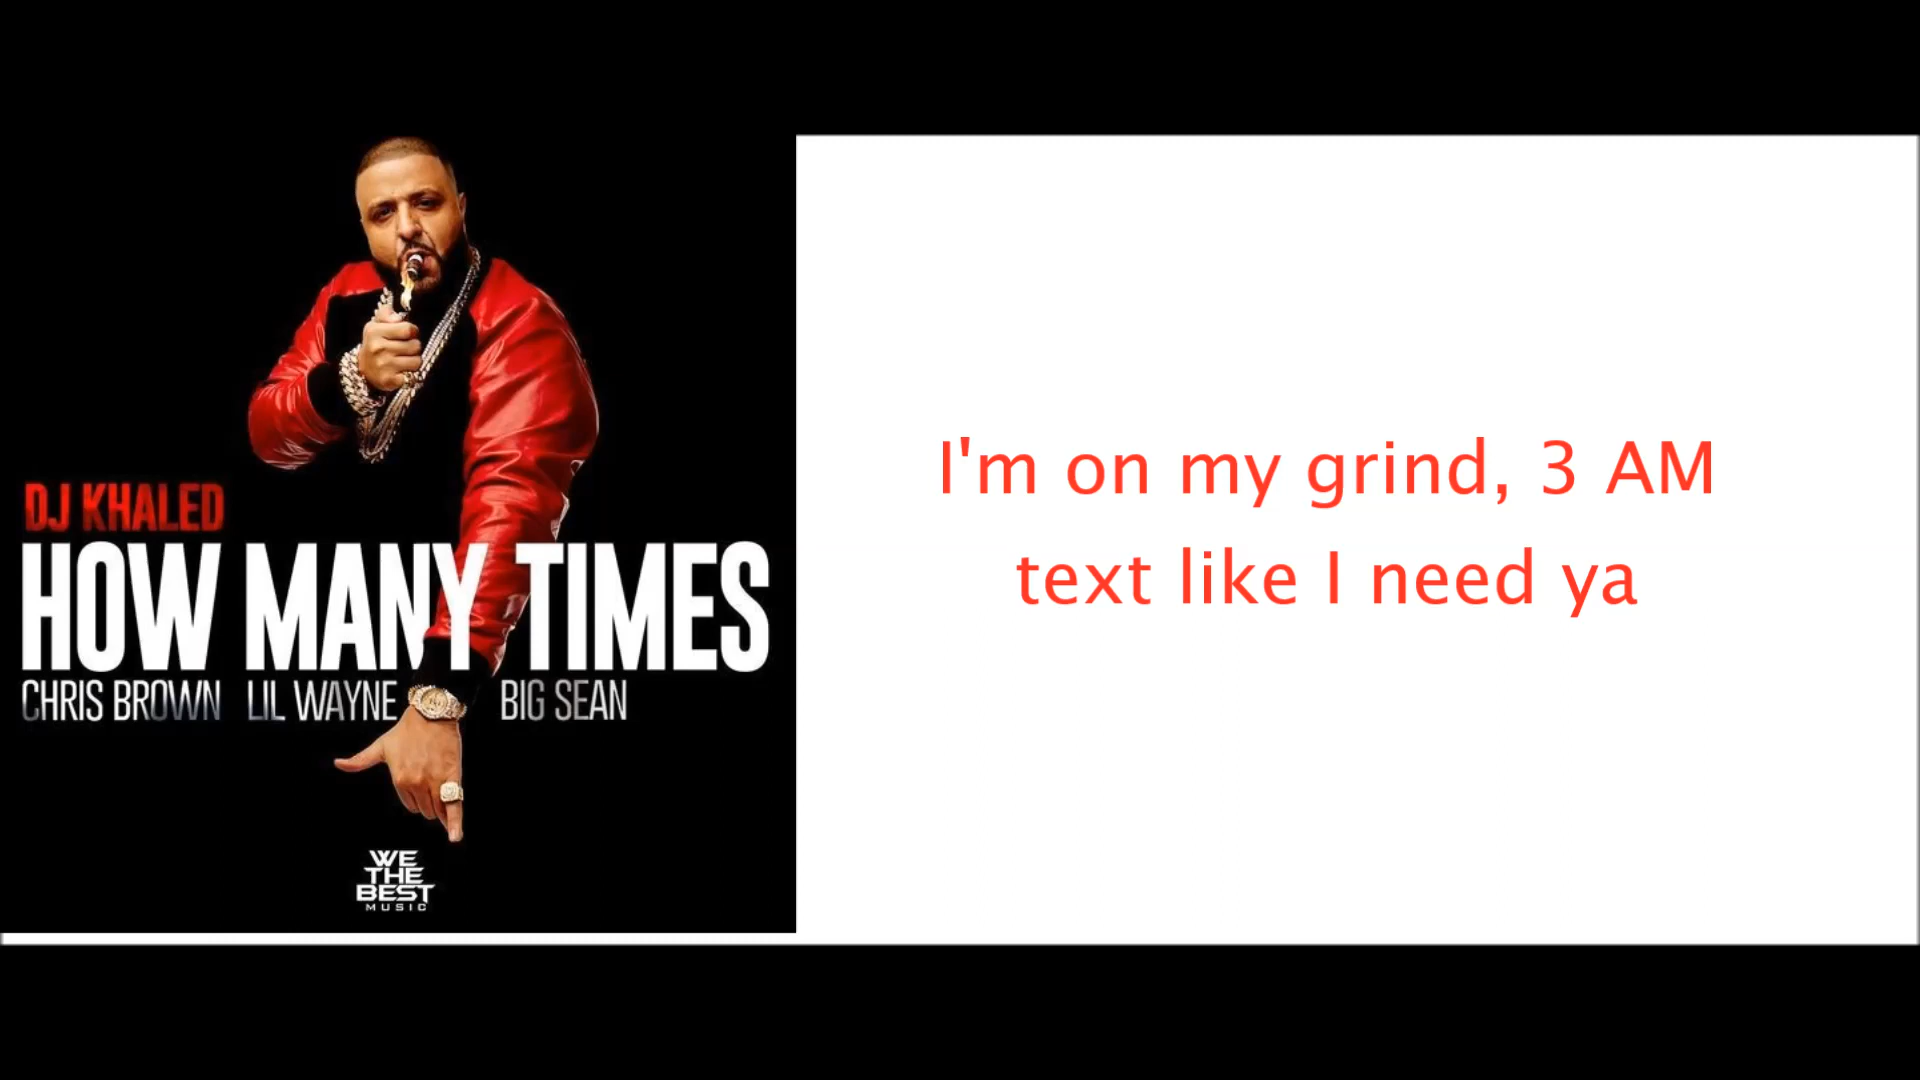 DJ KHALED
HOW MANY TIMES
CHRIS BROWN LIL WAYNE BIG SEAN
WE
THE
BEST
MUSIC
I'm on my grind, 3 AM
text like I need ya